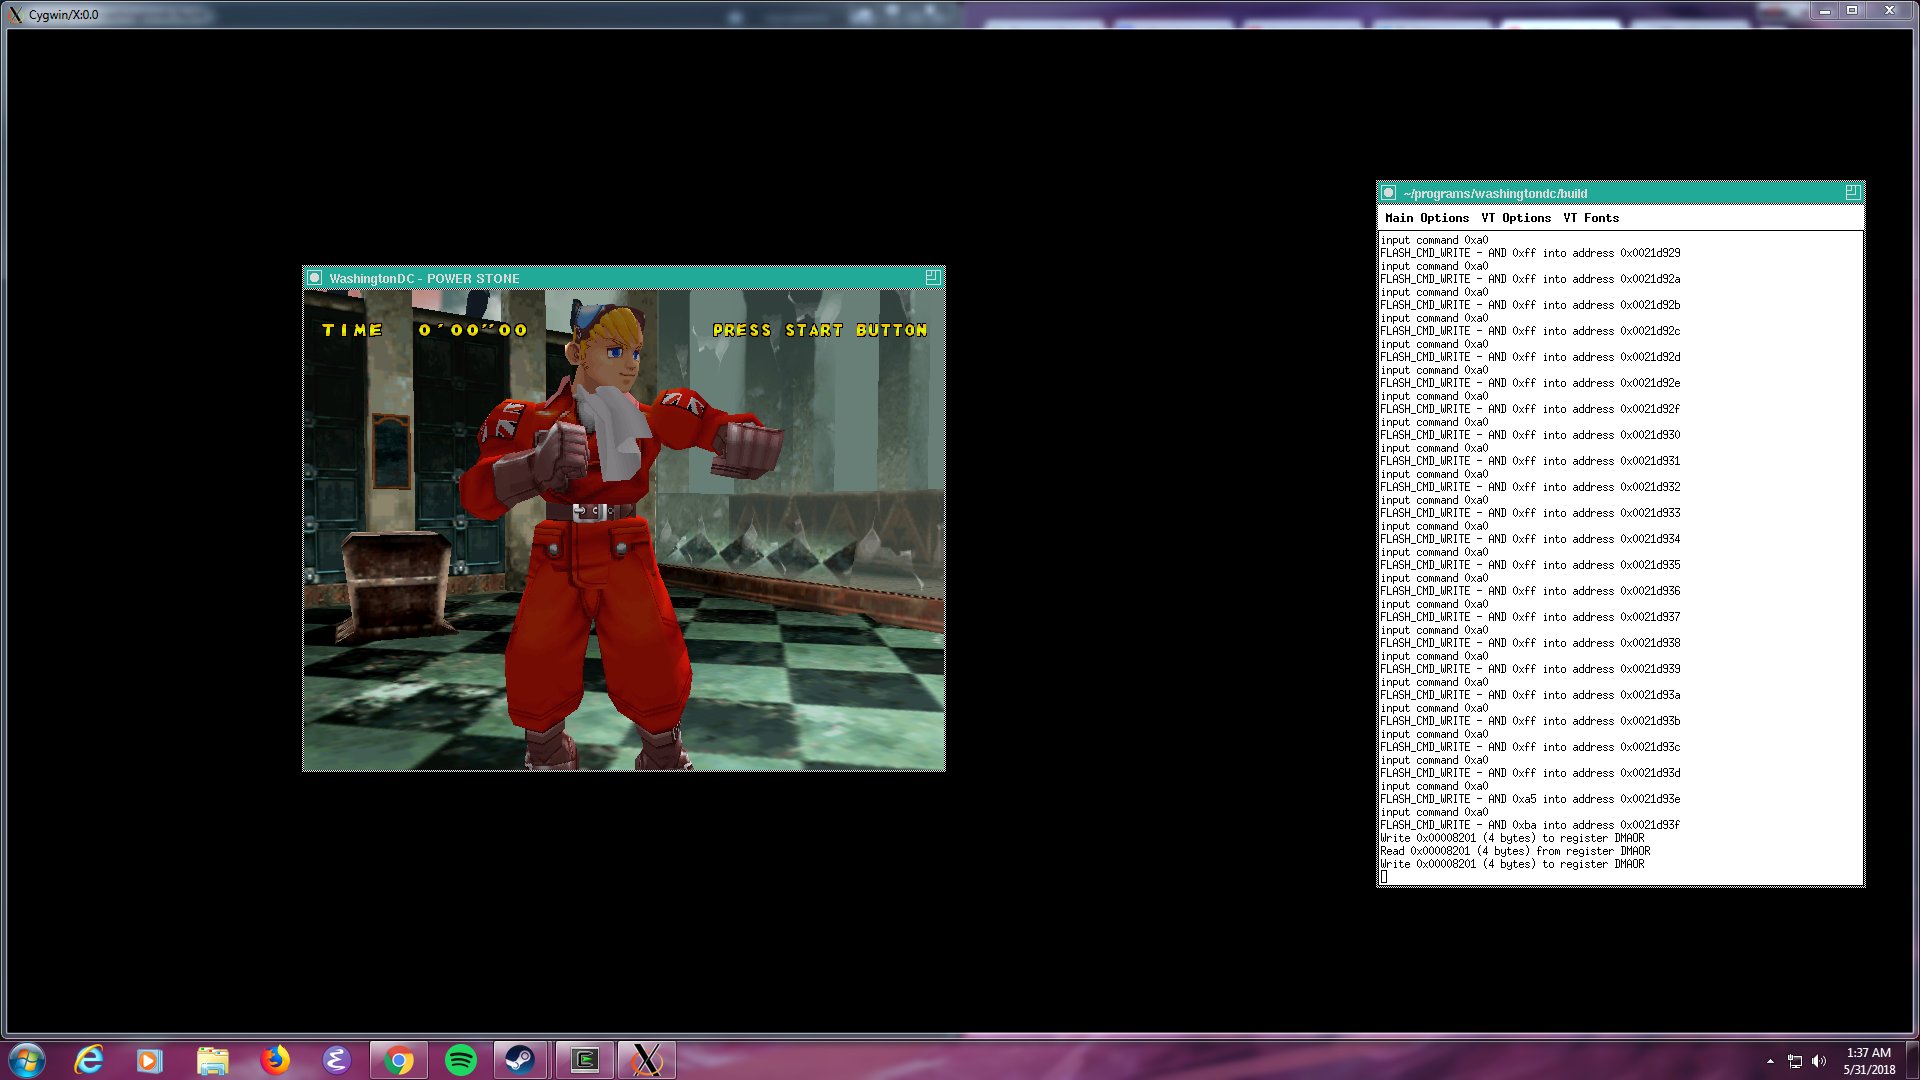 Cygwin/X:0.0
WashingtonDC - POWER STONE
TIME 0'00"00
PRESS START BUTTON
~/programs/washingtondc/build
Main Options VT Options VT Fonts
input command 0xa0
FLASH_CMD_WRITE - AND 0xff into address 0x0021d929
input command 0xa0
FLASH_CMD_WRITE - AND 0xff into address 0x0021d92a
input command 0xa0
FLASH_CMD_WRITE - AND 0xff into address 0x0021d92b
input command 0xa0
FLASH_CMD_WRITE - AND 0xff into address 0x0021d92c
input command 0xa0
FLASH_CMD_WRITE - AND 0xff into address 0x0021d92d
input command 0xa0
FLASH_CMD_WRITE - AND 0xff into address 0x0021d92e
input command 0xa0
FLASH_CMD_WRITE - AND 0xff into address 0x0021d92f
input command 0xa0
FLASH_CMD_WRITE - AND 0xff into address 0x0021d930
input command 0xa0
FLASH_CMD_WRITE - AND 0xff into address 0x0021d931
input command 0xa0
FLASH_CMD_WRITE - AND 0xff into address 0x0021d932
input command 0xa0
FLASH_CMD_WRITE - AND 0xff into address 0x0021d933
input command 0xa0
FLASH_CMD_WRITE - AND 0xff into address 0x0021d934
input command 0xa0
FLASH_CMD_WRITE - AND 0xff into address 0x0021d935
input command 0xa0
FLASH_CMD_WRITE - AND 0xff into address 0x0021d936
input command 0xa0
FLASH_CMD_WRITE - AND 0xff into address 0x0021d937
input command 0xa0
FLASH_CMD_WRITE - AND 0xff into address 0x0021d938
input command 0xa0
FLASH_CMD_WRITE - AND 0xff into address 0x0021d939
input command 0xa0
FLASH_CMD_WRITE - AND 0xff into address 0x0021d93a
input command 0xa0
FLASH_CMD_WRITE - AND 0xff into address 0x0021d93b
input command 0xa0
FLASH_CMD_WRITE - AND 0xff into address 0x0021d93c
input command 0xa0
FLASH_CMD_WRITE - AND 0xff into address 0x0021d93d
input command 0xa0
FLASH_CMD_WRITE - AND 0xa5 into address 0x0021d93e
input command 0xa0
FLASH_CMD_WRITE - AND 0xba into address 0x0021d93f
Write 0x00008201 (4 bytes) to register DMAOR
Read 0x00008201 (4 bytes) from register DMAOR
Write 0x00008201 (4 bytes) to register DMAOR
1:37 AM
5/31/2018